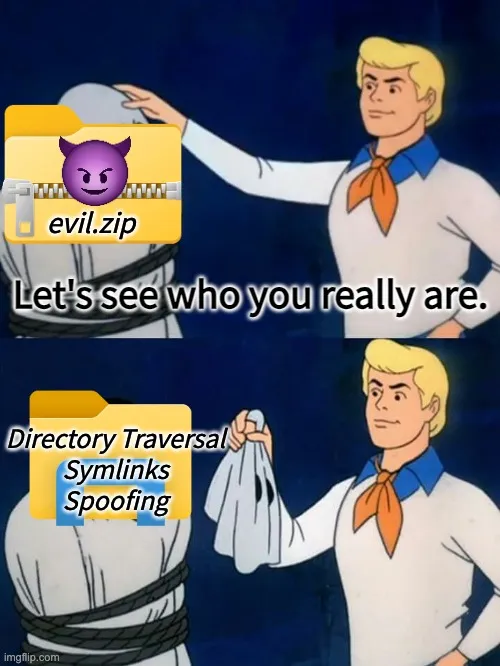 evil.zip
Let's see who you really are.
Directory Traversal
Symlinks
Spoofing
imgflip.com